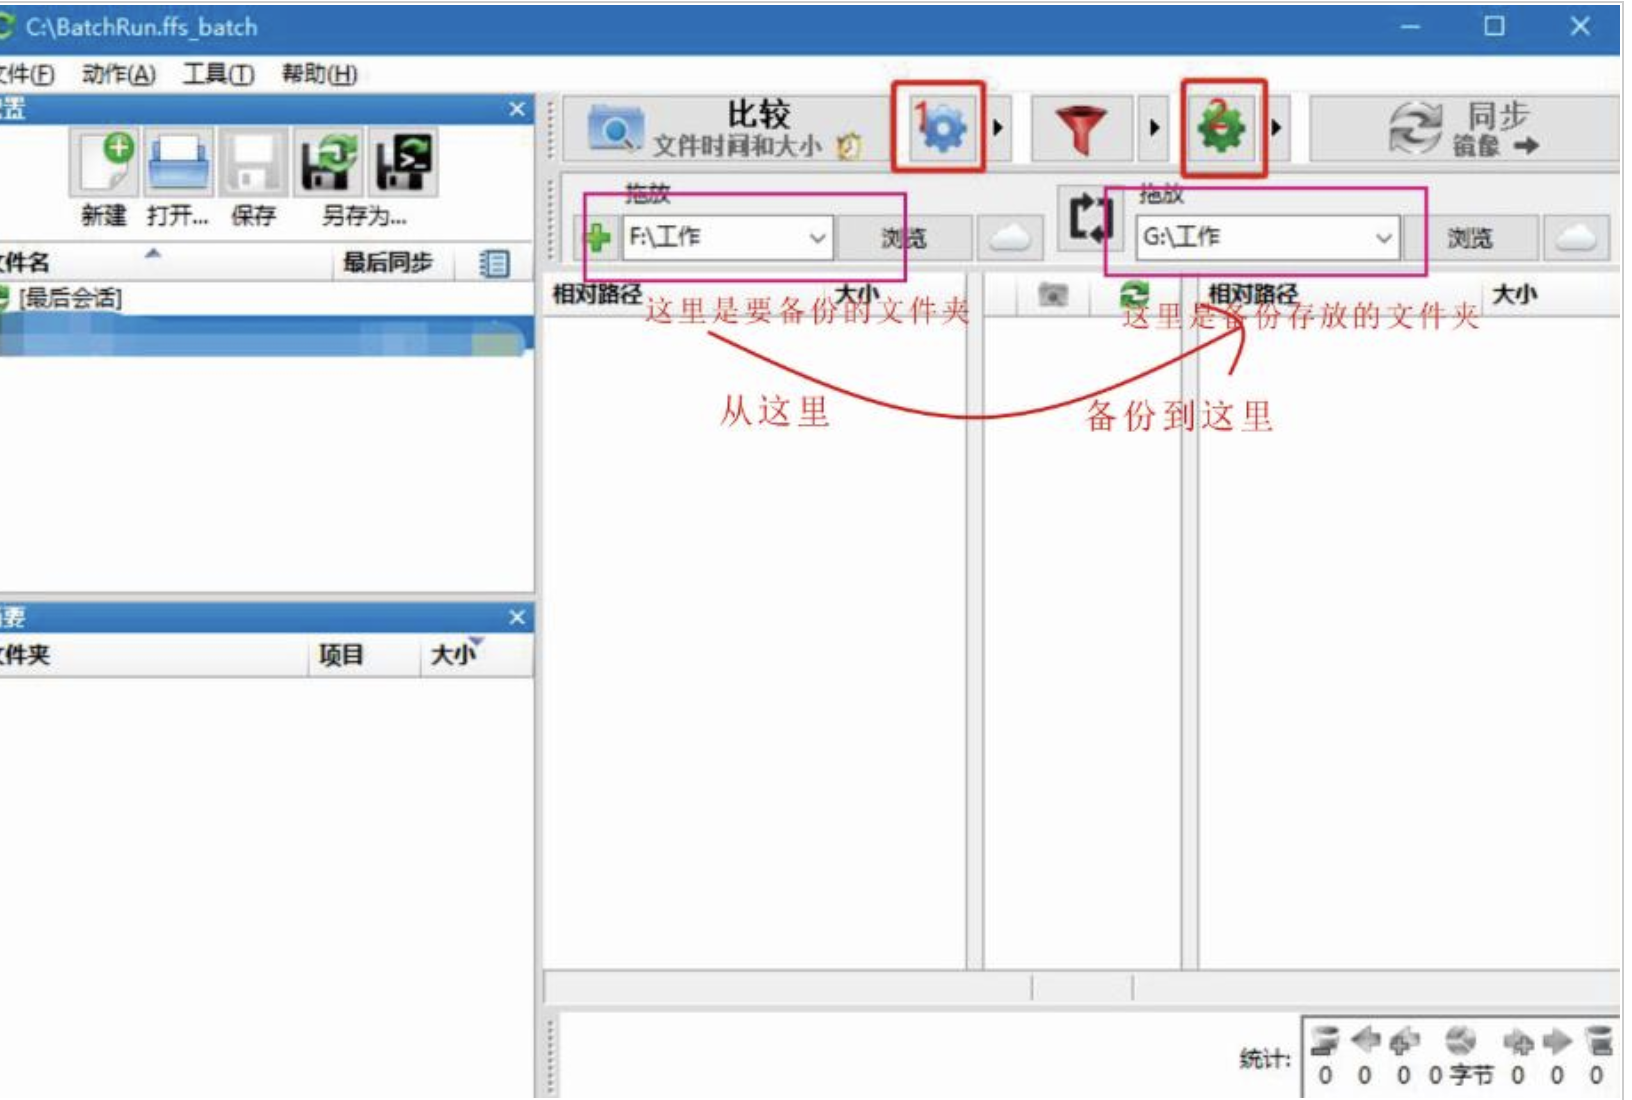 C:\BatchRun.ffs_batch
文件(F) 动作(A) 工具(T) 帮助(H)
配置
新建 打开... 保存 另存为...
文件名 最后同步
[最后会话]
摘要
文件夹 项目 大小
比较
文件时间和大小
1
2
同步
镜像
拖放
F:\工作
浏览
拖放
G:\工作
浏览
相对路径 大小
相对路径 大小
这里是要备份的文件夹
这里是备份存放的文件夹
从这里
备份到这里
统计:
0 0 0 0字节 0 0 0